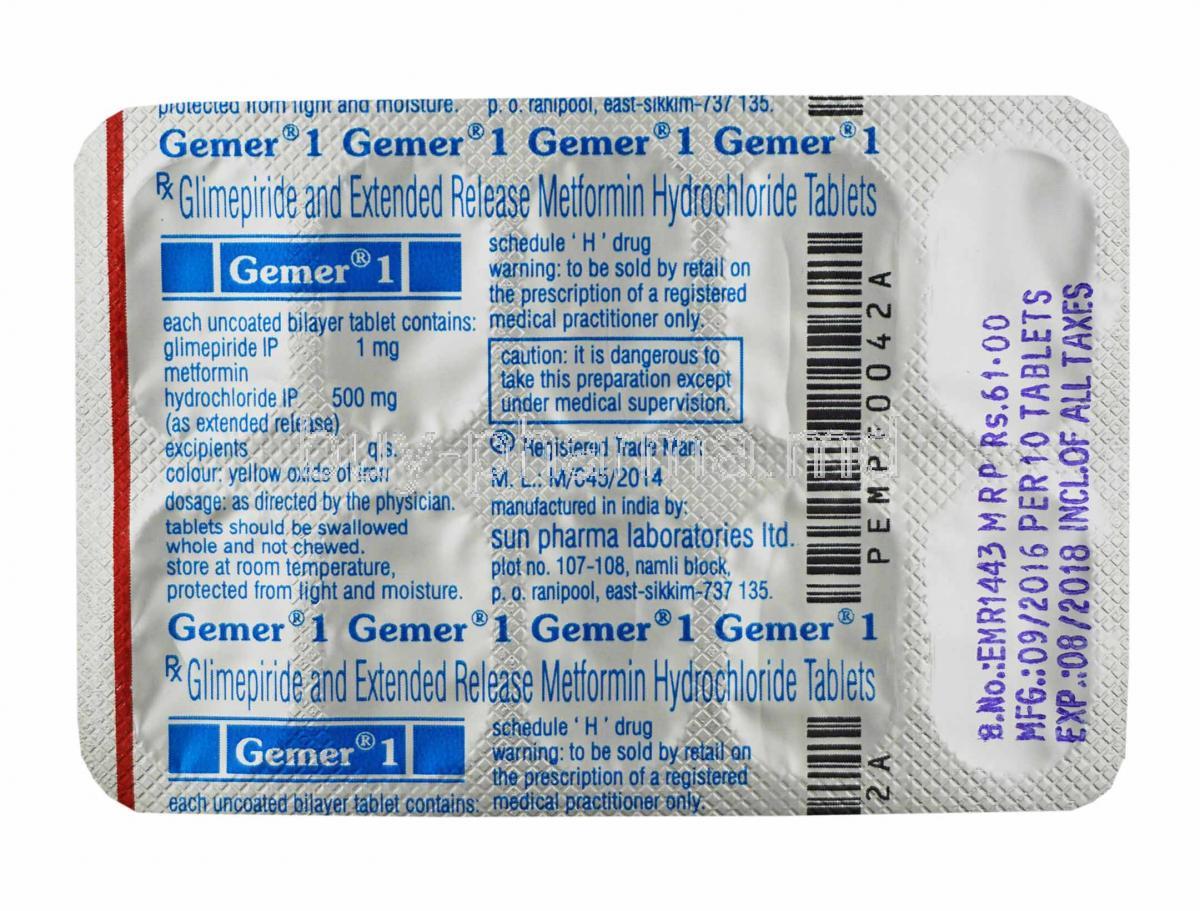 protected from light and moisture.
p. o. ranipool, east-sikkim-737 135.
Gemer®1 Gemer®1 Gemer®1 Gemer®1
Rx Glimepiride and Extended Release Metformin Hydrochloride Tablets
Gemer®1
each uncoated bilayer tablet contains:
glimepiride IP 1 mg
metformin
hydrochloride IP 500 mg
(as extended release)
excipients q.s.
colour: yellow oxide of iron
dosage: as directed by the physician.
tablets should be swallowed
whole and not chewed.
store at room temperature,
protected from light and moisture.
schedule ‘ H ’ drug
warning: to be sold by retail on
the prescription of a registered
medical practitioner only.
caution: it is dangerous to
take this preparation except
under medical supervision.
® Registered Trade Mark
M. L.: M/645/2014
manufactured in india by:
sun pharma laboratories ltd.
plot no. 107-108, namli block,
p. o. ranipool, east-sikkim-737 135.
PEMPF0042A
Gemer®1 Gemer®1 Gemer®1 Gemer®1
Rx Glimepiride and Extended Release Metformin Hydrochloride Tablets
Gemer®1
each uncoated bilayer tablet contains:
schedule ‘ H ’ drug
warning: to be sold by retail on
the prescription of a registered
medical practitioner only.
2A
B.No.:EMR1443 MRP Rs.61·00
MFG.:09/2016 PER 10 TABLETS
EXP.:08/2018 INCL.OF ALL TAXES
buy-pharma.md